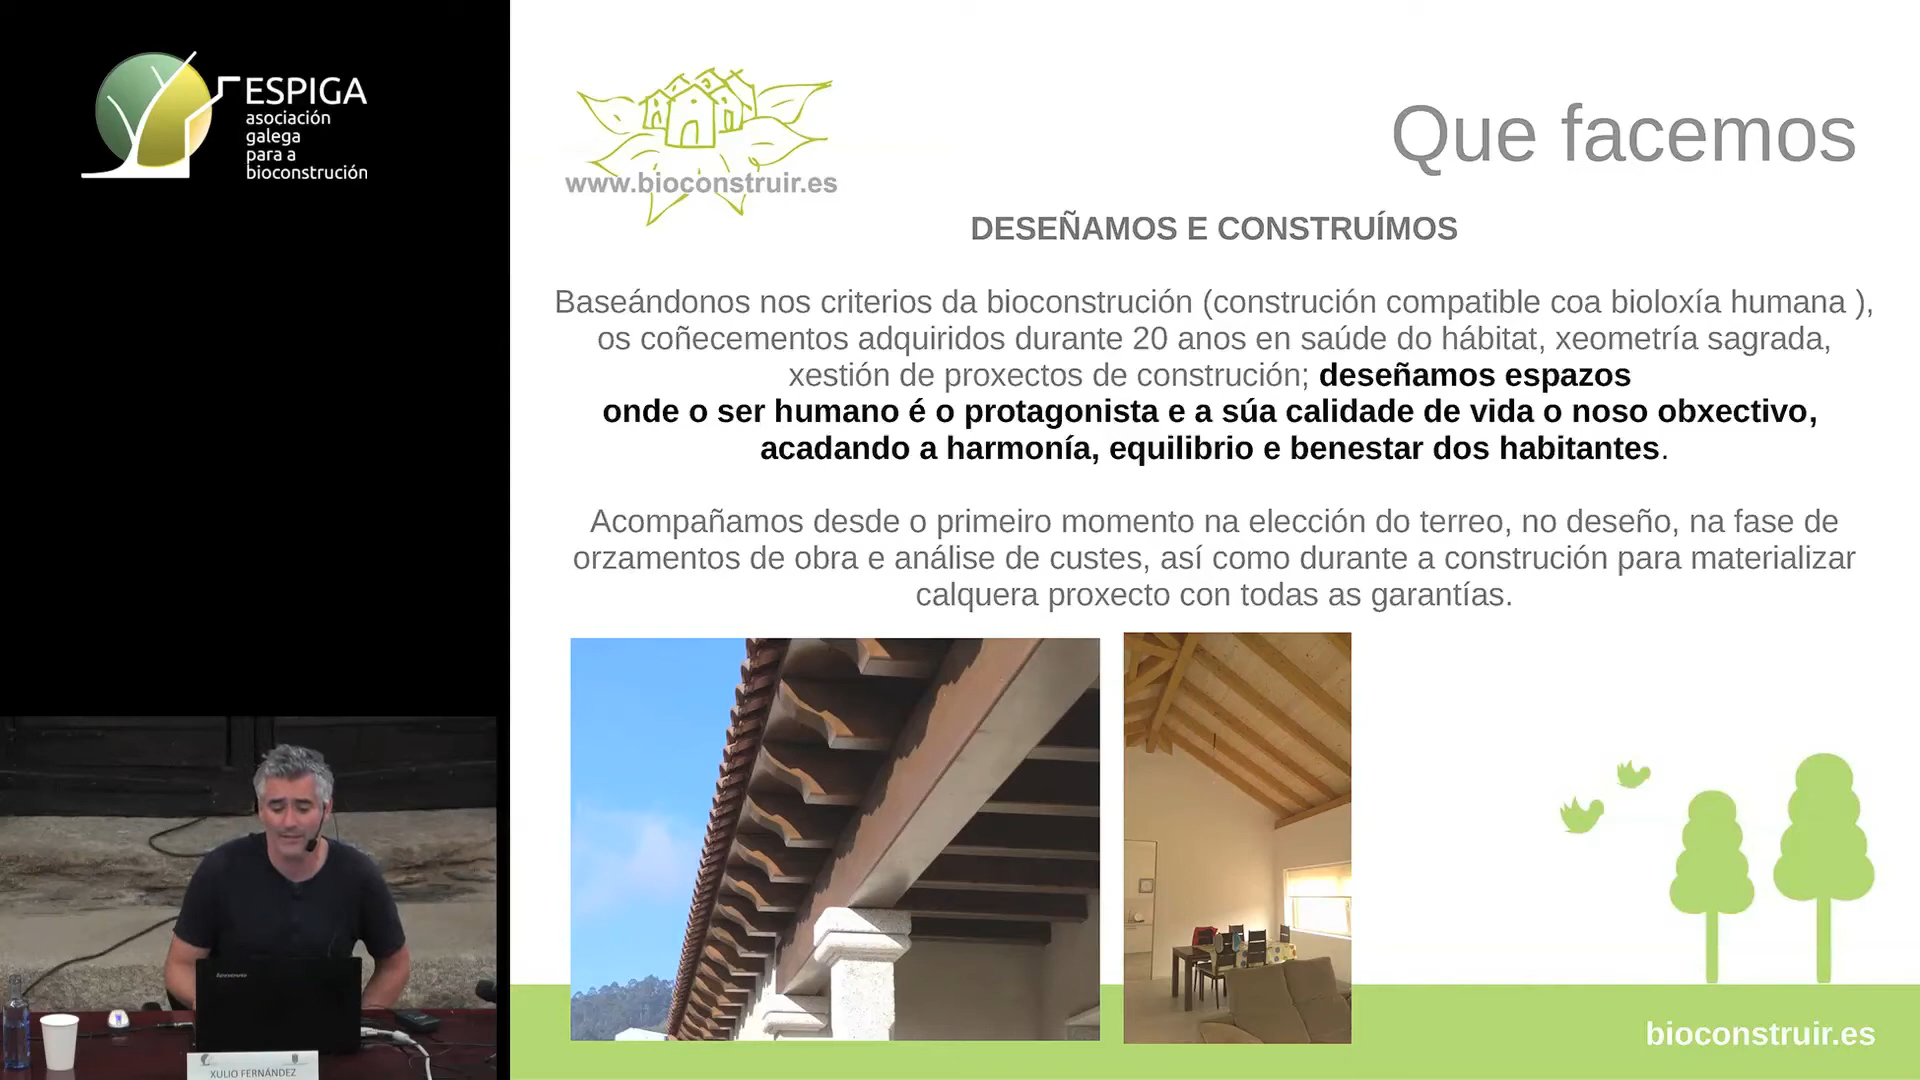 ESPIGA
asociación
galega
para a
bioconstrución
www.bioconstruir.es
Que facemos
DESEÑAMOS E CONSTRUÍMOS
Baseándonos nos criterios da bioconstrución (construción compatible coa bioloxía humana ),
os coñecementos adquiridos durante 20 anos en saúde do hábitat, xeometría sagrada,
xestión de proxectos de construción; deseñamos espazos
onde o ser humano é o protagonista e a súa calidade de vida o noso obxectivo,
acadando a harmonía, equilibrio e benestar dos habitantes.
Acompañamos desde o primeiro momento na elección do terreo, no deseño, na fase de
orzamentos de obra e análise de custes, así como durante a construción para materializar
calquera proxecto con todas as garantías.
bioconstruir.es
lenovo
XULIO FERNÁNDEZ